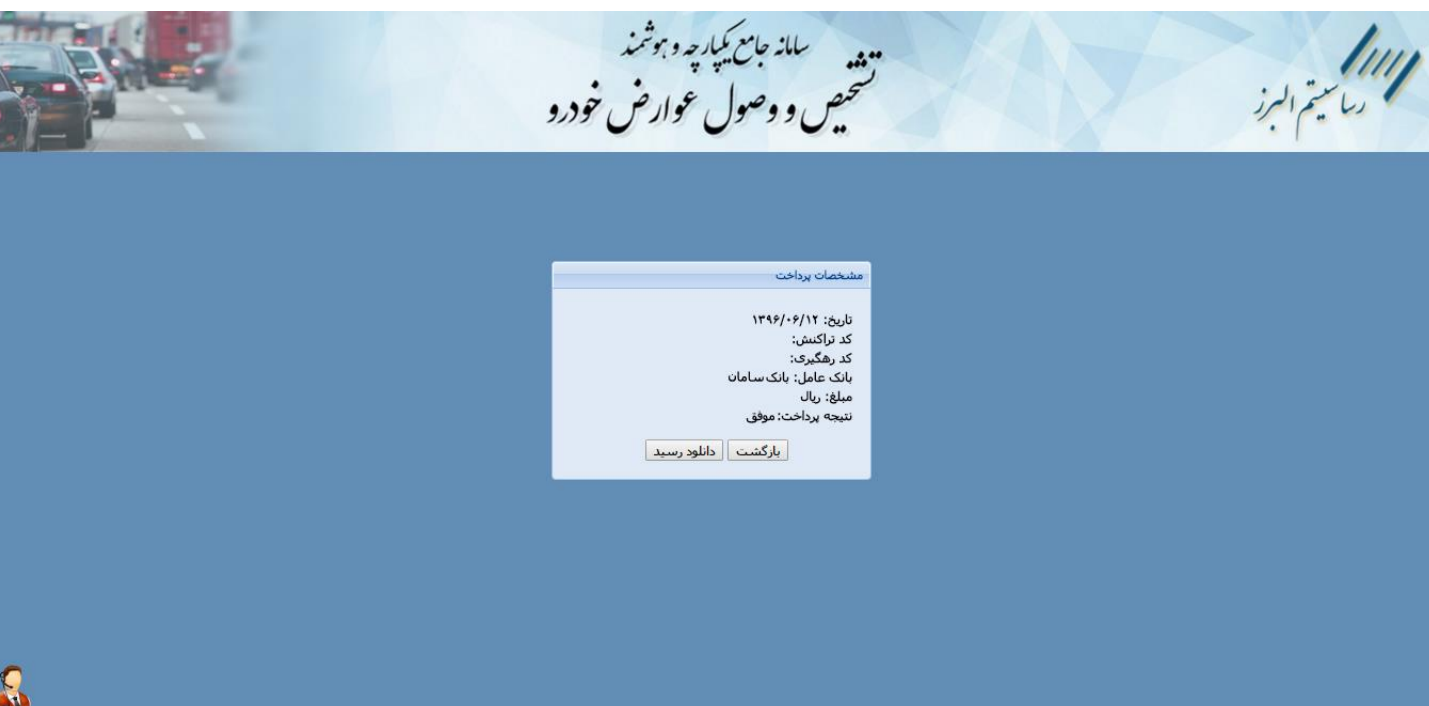 سامانه جامع یکپارچه و هوشمند
تشخیص و وصول عوارض خودرو
رسا سیستم البرز
مشخصات پرداخت
تاریخ: ۱۳۹۶/۰۶/۱۲
کد تراکنش:
کد رهگیری:
بانک عامل: بانک سامان
مبلغ: ریال
نتیجه پرداخت: موفق
بازگشت
دانلود رسید